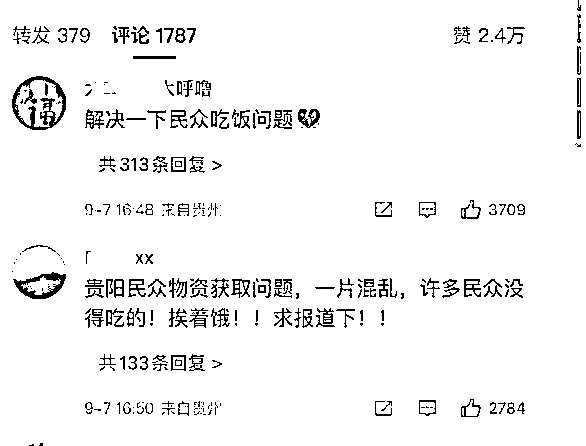 转发 379 评论 1787 赞 2.4万
大呼噜
解决一下民众吃饭问题💔
共313条回复 >
9-7 16:48 来自贵州 3709
xx
贵阳民众物资获取问题，一片混乱，许多民众没
得吃的！挨着饿！！求报道下！！
共133条回复 >
9-7 16:50 来自贵州 2784